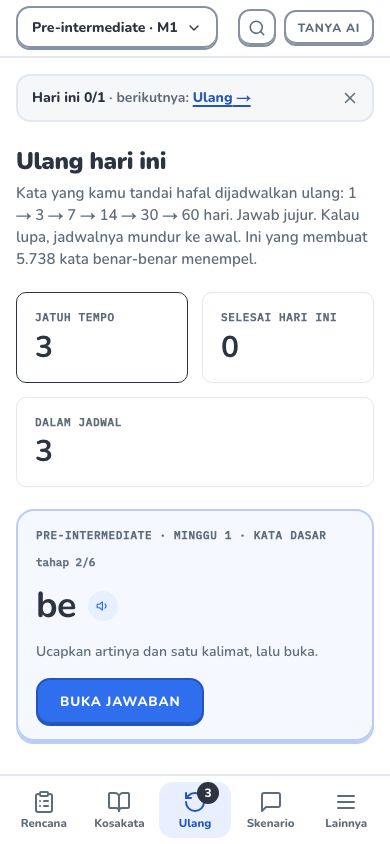 Pre-intermediate · M1
TANYA AI
Hari ini 0/1 · berikutnya: Ulang →
Ulang hari ini
Kata yang kamu tandai hafal dijadwalkan ulang: 1
→ 3 → 7 → 14 → 30 → 60 hari. Jawab jujur. Kalau
lupa, jadwalnya mundur ke awal. Ini yang membuat
5.738 kata benar-benar menempel.
JATUH TEMPO
3
SELESAI HARI INI
0
DALAM JADWAL
3
PRE-INTERMEDIATE · MINGGU 1 · KATA DASAR
tahap 2/6
be
Ucapkan artinya dan satu kalimat, lalu buka.
BUKA JAWABAN
3
Rencana
Kosakata
Ulang
Skenario
Lainnya